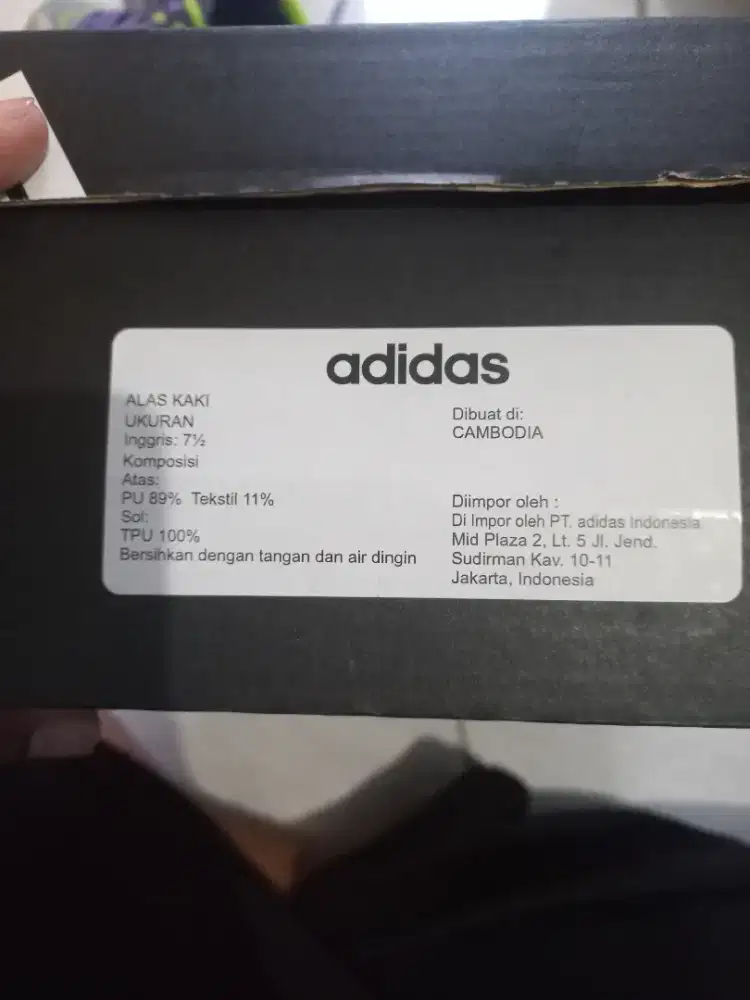 adidas
ALAS KAKI
UKURAN
Inggris: 7½
Komposisi
Atas:
PU 89% Tekstil 11%
Sol:
TPU 100%
Bersihkan dengan tangan dan air dingin
Dibuat di:
CAMBODIA
Diimpor oleh :
Di Impor oleh PT. adidas Indonesia
Mid Plaza 2, Lt. 5 Jl. Jend.
Sudirman Kav. 10-11
Jakarta, Indonesia